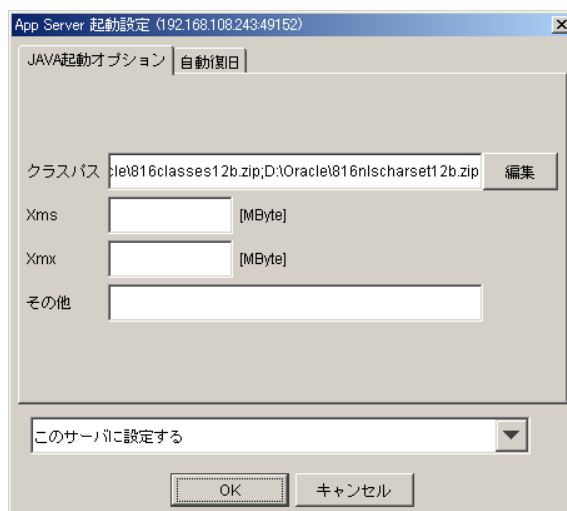 App Server 起動設定 (192.168.108.243:49152)
JAVA起動オプション 自動復旧
クラスパス cle\816classes12b.zip;D:\Oracle\816nlscharset12b.zip 編集
Xms [MByte]
Xmx [MByte]
その他
このサーバに設定する
OK キャンセル